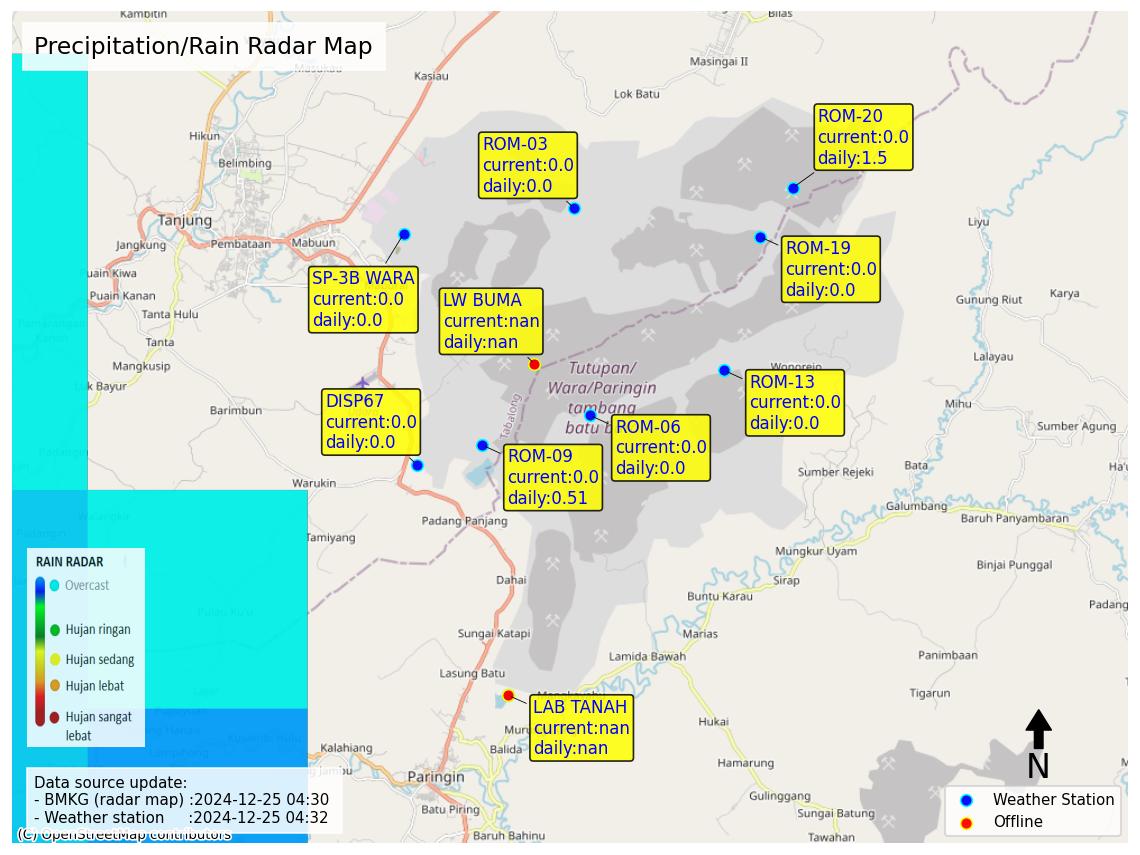 Kambitin
Bilas
Precipitation/Rain Radar Map
Masukau
Kasiau
Masingai II
Lok Batu
Hikun
Belimbing
Tanjung
Jangkung
Pembataan
Mabuun
Puain Kiwa
Puain Kanan
Tanta Hulu
Tanta
Mangkusip
Luk Bayur
Barimbun
ROM-03
current:0.0
daily:0.0
ROM-20
current:0.0
daily:1.5
ROM-19
current:0.0
daily:0.0
SP-3B WARA
current:0.0
daily:0.0
LW BUMA
current:nan
daily:nan
Tutupan/
Wara/Paringin
tambang
batu
Tabalong
Wonorejo
ROM-13
current:0.0
daily:0.0
DISP67
current:0.0
daily:0.0
ROM-06
current:0.0
daily:0.0
ROM-09
current:0.0
daily:0.51
Liyu
Gunung Riut
Karya
Lalayau
Mihu
Sumber Agung
Bata
Sumber Rejeki
Galumbang
Baruh Panyambaran
Mungkur Uyam
Binjai Punggal
Sirap
Buntu Karau
Padang
Marias
Lamida Bawah
Panimbaan
Tigarun
Hukai
Hamarung
Gulinggang
Sungai Batung
Tawahan
Warukin
Padang Panjang
Tamiyang
Dahai
Sungai Katapi
Lasung Batu
LAB TANAH
current:nan
daily:nan
Balida
Kalahiang
Paringin
Batu Piring
Baruh Bahinu
RAIN RADAR
Overcast
Hujan ringan
Hujan sedang
Hujan lebat
Hujan sangat
lebat
Data source update:
- BMKG (radar map) :2024-12-25 04:30
- Weather station :2024-12-25 04:32
(C) OpenStreetMap contributors
N
Weather Station
Offline